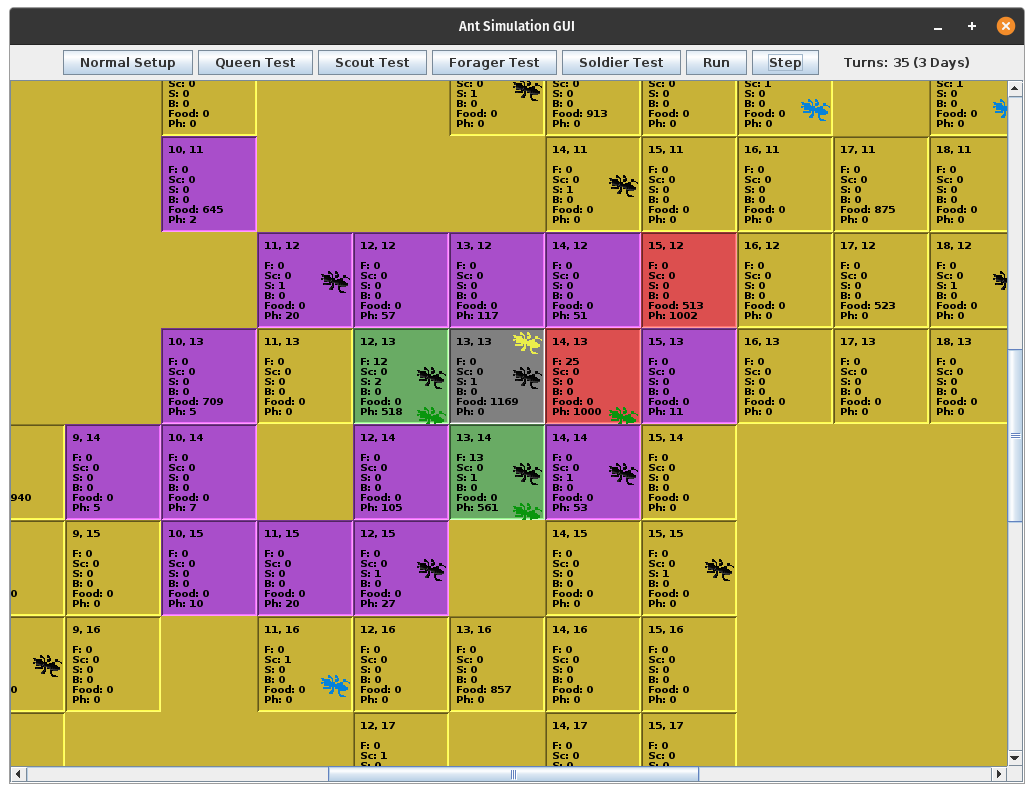 Ant Simulation GUI
Normal Setup
Queen Test
Scout Test
Forager Test
Soldier Test
Run
Step
Turns: 35 (3 Days)
Sc: 0
S: 0
B: 0
Food: 0
Ph: 0
Sc: 0
S: 1
B: 0
Food: 0
Ph: 0
Sc: 0
S: 0
B: 0
Food: 913
Ph: 0
Sc: 0
S: 0
B: 0
Food: 0
Ph: 0
Sc: 1
S: 0
B: 0
Food: 0
Ph: 0
Sc: 1
S: 0
B: 0
Food: 0
Ph: 0
10, 11
F: 0
Sc: 0
S: 0
B: 0
Food: 645
Ph: 2
14, 11
F: 0
Sc: 0
S: 1
B: 0
Food: 0
Ph: 0
15, 11
F: 0
Sc: 0
S: 0
B: 0
Food: 0
Ph: 0
16, 11
F: 0
Sc: 0
S: 0
B: 0
Food: 0
Ph: 0
17, 11
F: 0
Sc: 0
S: 0
B: 0
Food: 875
Ph: 0
18, 11
F: 0
Sc: 0
S: 0
B: 0
Food: 0
Ph: 0
11, 12
F: 0
Sc: 0
S: 1
B: 0
Food: 0
Ph: 20
12, 12
F: 0
Sc: 0
S: 0
B: 0
Food: 0
Ph: 57
13, 12
F: 0
Sc: 0
S: 0
B: 0
Food: 0
Ph: 117
14, 12
F: 0
Sc: 0
S: 0
B: 0
Food: 0
Ph: 51
15, 12
F: 0
Sc: 0
S: 0
B: 0
Food: 513
Ph: 1002
16, 12
F: 0
Sc: 0
S: 0
B: 0
Food: 0
Ph: 0
17, 12
F: 0
Sc: 0
S: 0
B: 0
Food: 523
Ph: 0
18, 12
F: 0
Sc: 0
S: 1
B: 0
Food: 0
Ph: 0
10, 13
F: 0
Sc: 0
S: 0
B: 0
Food: 709
Ph: 5
11, 13
F: 0
Sc: 0
S: 0
B: 0
Food: 0
Ph: 0
12, 13
F: 12
Sc: 0
S: 2
B: 0
Food: 0
Ph: 518
13, 13
F: 0
Sc: 0
S: 1
B: 0
Food: 1169
Ph: 0
14, 13
F: 25
Sc: 0
S: 0
B: 0
Food: 0
Ph: 1000
15, 13
F: 0
Sc: 0
S: 0
B: 0
Food: 0
Ph: 11
16, 13
F: 0
Sc: 0
S: 0
B: 0
Food: 0
Ph: 0
17, 13
F: 0
Sc: 0
S: 0
B: 0
Food: 0
Ph: 0
18, 13
F: 0
Sc: 0
S: 0
B: 0
Food: 0
Ph: 0
940
9, 14
F: 0
Sc: 0
S: 0
B: 0
Food: 0
Ph: 5
10, 14
F: 0
Sc: 0
S: 0
B: 0
Food: 0
Ph: 7
12, 14
F: 0
Sc: 0
S: 0
B: 0
Food: 0
Ph: 105
13, 14
F: 13
Sc: 0
S: 1
B: 0
Food: 0
Ph: 561
14, 14
F: 0
Sc: 0
S: 1
B: 0
Food: 0
Ph: 53
15, 14
F: 0
Sc: 0
S: 0
B: 0
Food: 0
Ph: 0
0
9, 15
F: 0
Sc: 0
S: 0
B: 0
Food: 0
Ph: 0
10, 15
F: 0
Sc: 0
S: 0
B: 0
Food: 0
Ph: 10
11, 15
F: 0
Sc: 0
S: 0
B: 0
Food: 0
Ph: 20
12, 15
F: 0
Sc: 0
S: 1
B: 0
Food: 0
Ph: 27
14, 15
F: 0
Sc: 0
S: 0
B: 0
Food: 0
Ph: 0
15, 15
F: 0
Sc: 0
S: 1
B: 0
Food: 0
Ph: 0
0
9, 16
F: 0
Sc: 0
S: 0
B: 0
Food: 0
Ph: 0
11, 16
F: 0
Sc: 1
S: 0
B: 0
Food: 0
Ph: 0
12, 16
F: 0
Sc: 0
S: 0
B: 0
Food: 0
Ph: 0
13, 16
F: 0
Sc: 0
S: 0
B: 0
Food: 857
Ph: 0
14, 16
F: 0
Sc: 0
S: 0
B: 0
Food: 0
Ph: 0
15, 16
F: 0
Sc: 0
S: 0
B: 0
Food: 0
Ph: 0
12, 17
F: 0
Sc: 1
14, 17
F: 0
Sc: 0
15, 17
F: 0
Sc: 0